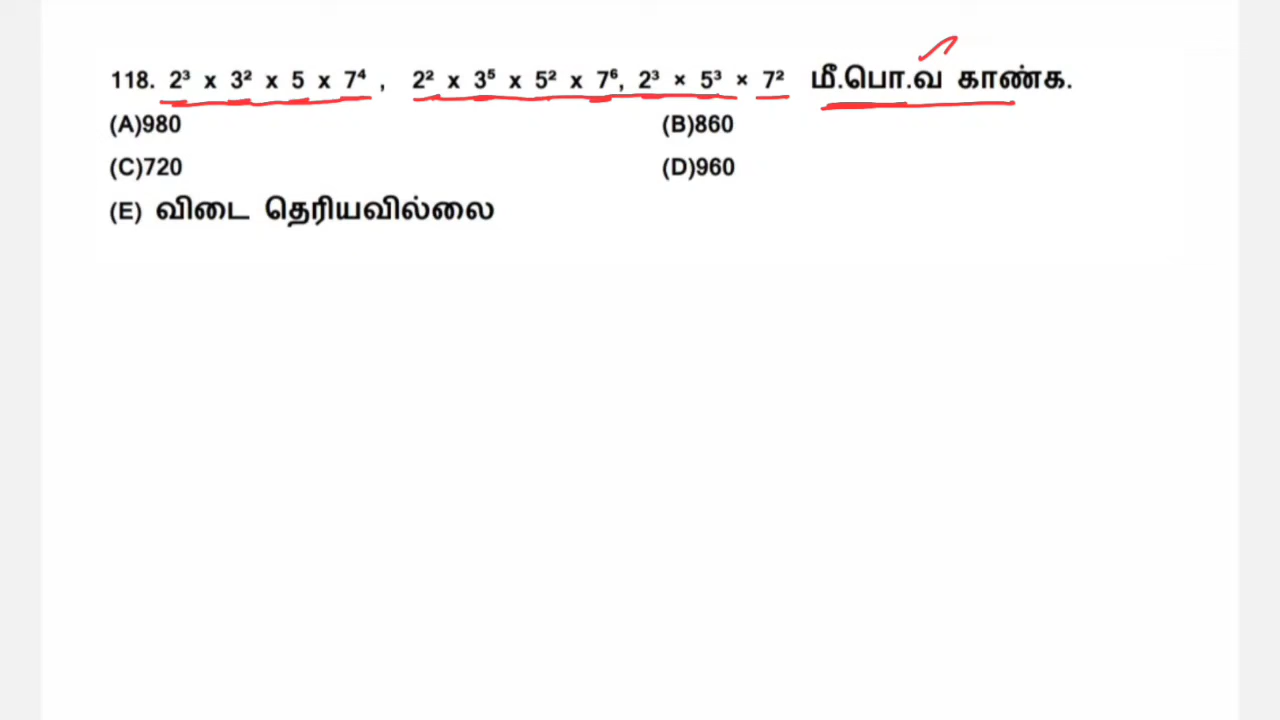 118. 2³ x 3² x 5 x 7⁴ , 2² x 3⁵ x 5² x 7⁶, 2³ × 5³ × 7² மீ.பொ.வ காண்க.
(A)980 (B)860
(C)720 (D)960
(E) விடை தெரியவில்லை